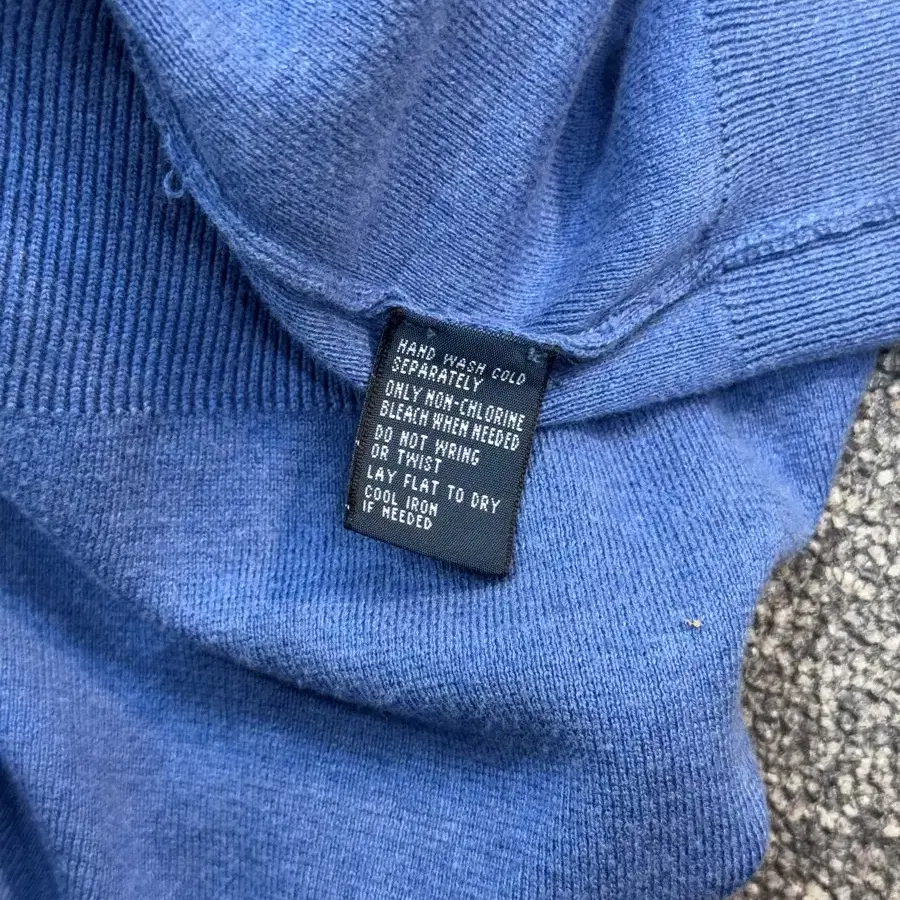 HAND WASH COLD
SEPARATELY
ONLY NON-CHLORINE
BLEACH WHEN NEEDED
DO NOT WRING
OR TWIST
LAY FLAT TO DRY
COOL IRON
IF NEEDED